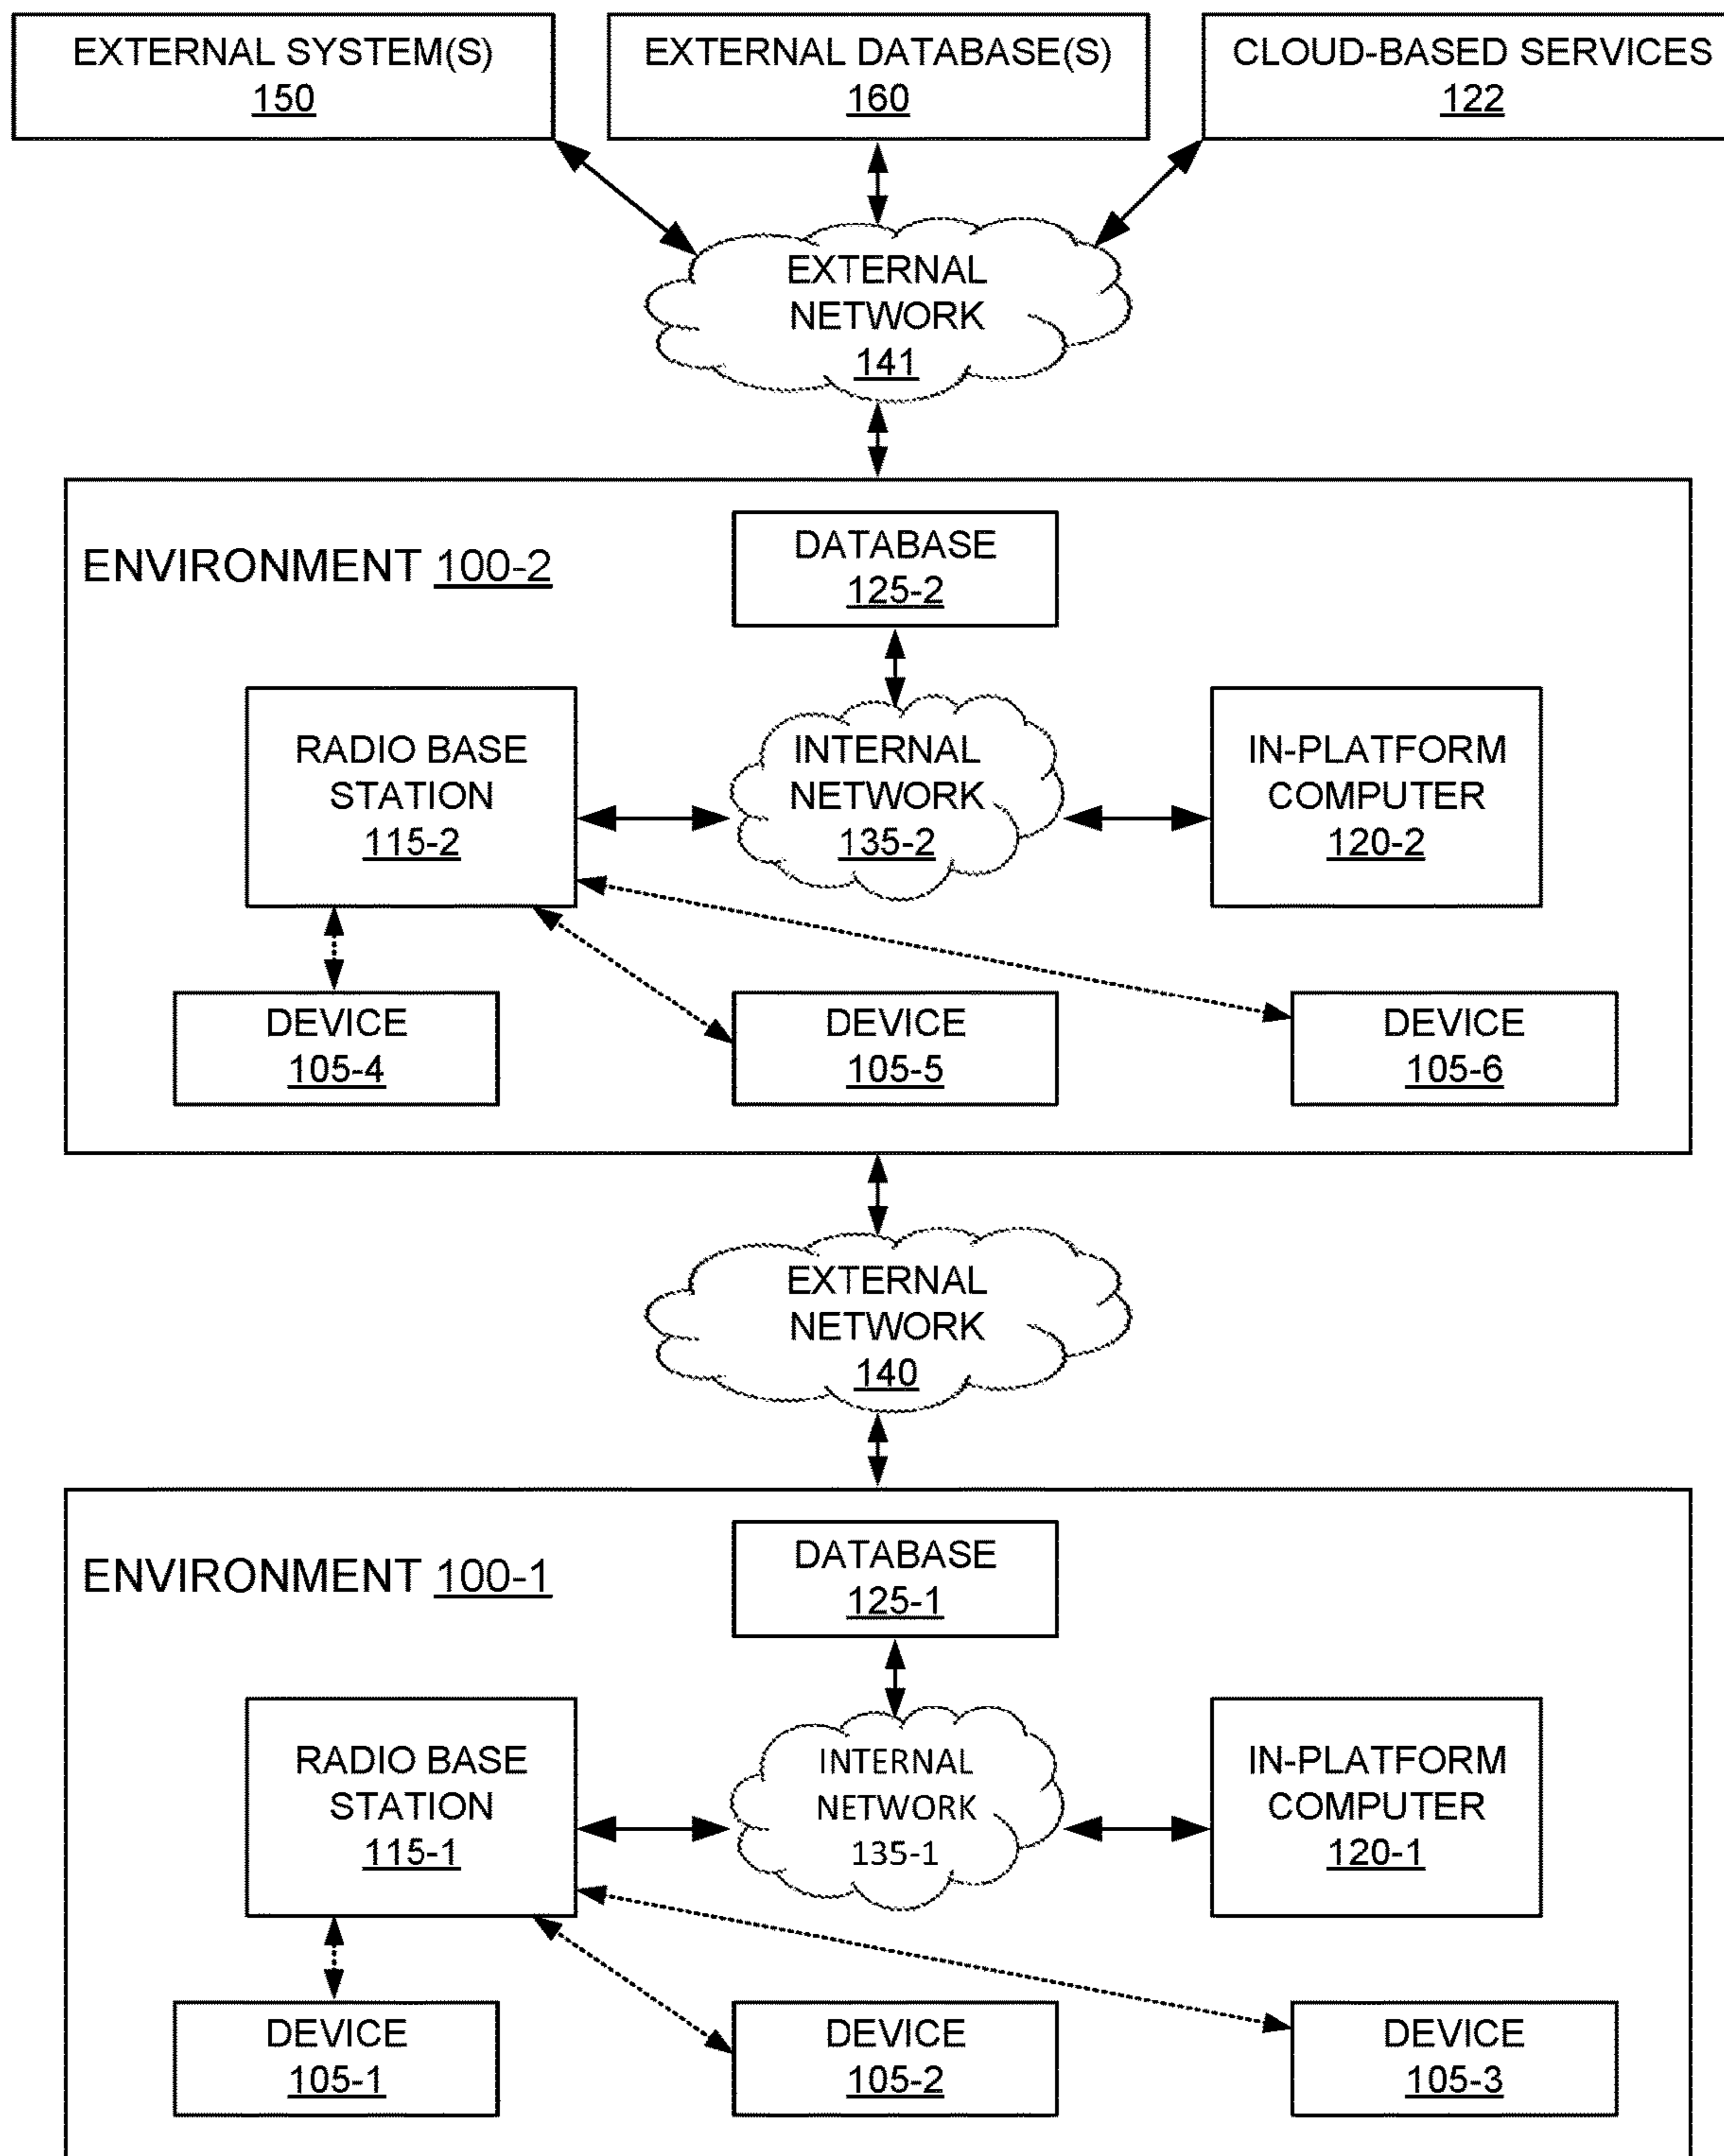 EXTERNAL SYSTEM(S)
150
EXTERNAL DATABASE(S)
160
CLOUD-BASED SERVICES
122
EXTERNAL
NETWORK
141
ENVIRONMENT 100-2
DATABASE
125-2
RADIO BASE
STATION
115-2
INTERNAL
NETWORK
135-2
IN-PLATFORM
COMPUTER
120-2
DEVICE
105-4
DEVICE
105-5
DEVICE
105-6
EXTERNAL
NETWORK
140
ENVIRONMENT 100-1
DATABASE
125-1
RADIO BASE
STATION
115-1
INTERNAL
NETWORK
135-1
IN-PLATFORM
COMPUTER
120-1
DEVICE
105-1
DEVICE
105-2
DEVICE
105-3